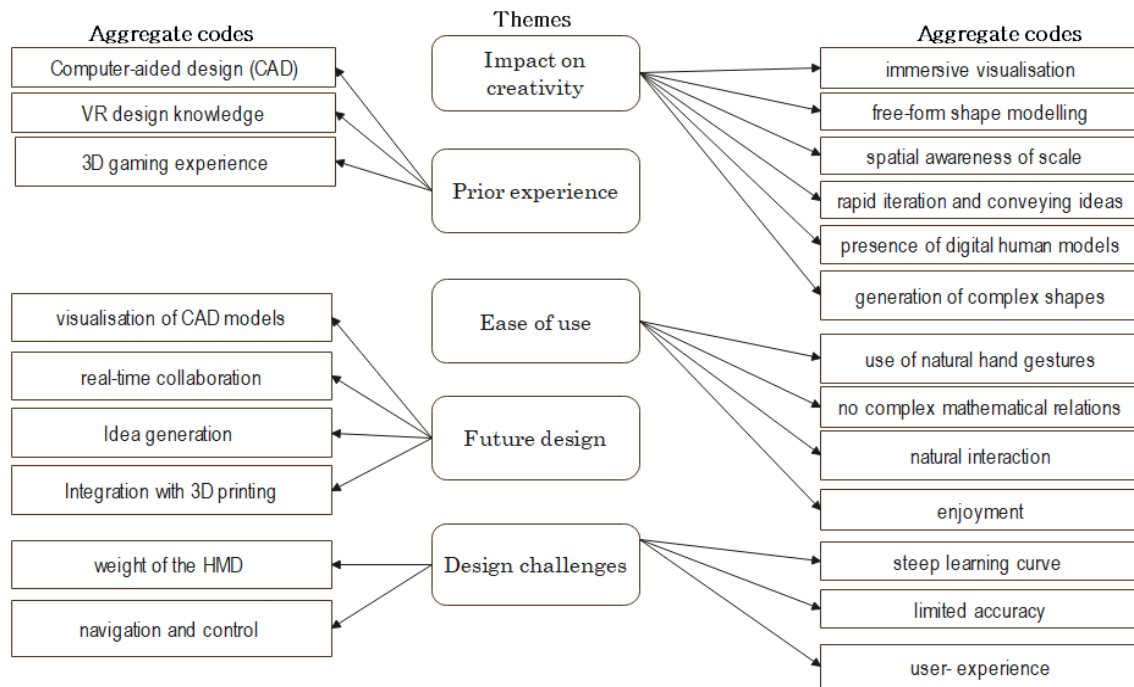 Themes
Aggregate codes
Computer-aided design (CAD)
VR design knowledge
3D gaming experience
visualisation of CAD models
real-time collaboration
Idea generation
Integration with 3D printing
weight of the HMD
navigation and control
Impact on
creativity
Prior experience
Ease of use
Future design
Design challenges
Aggregate codes
immersive visualisation
free-form shape modelling
spatial awareness of scale
rapid iteration and conveying ideas
presence of digital human models
generation of complex shapes
use of natural hand gestures
no complex mathematical relations
natural interaction
enjoyment
steep learning curve
limited accuracy
user- experience